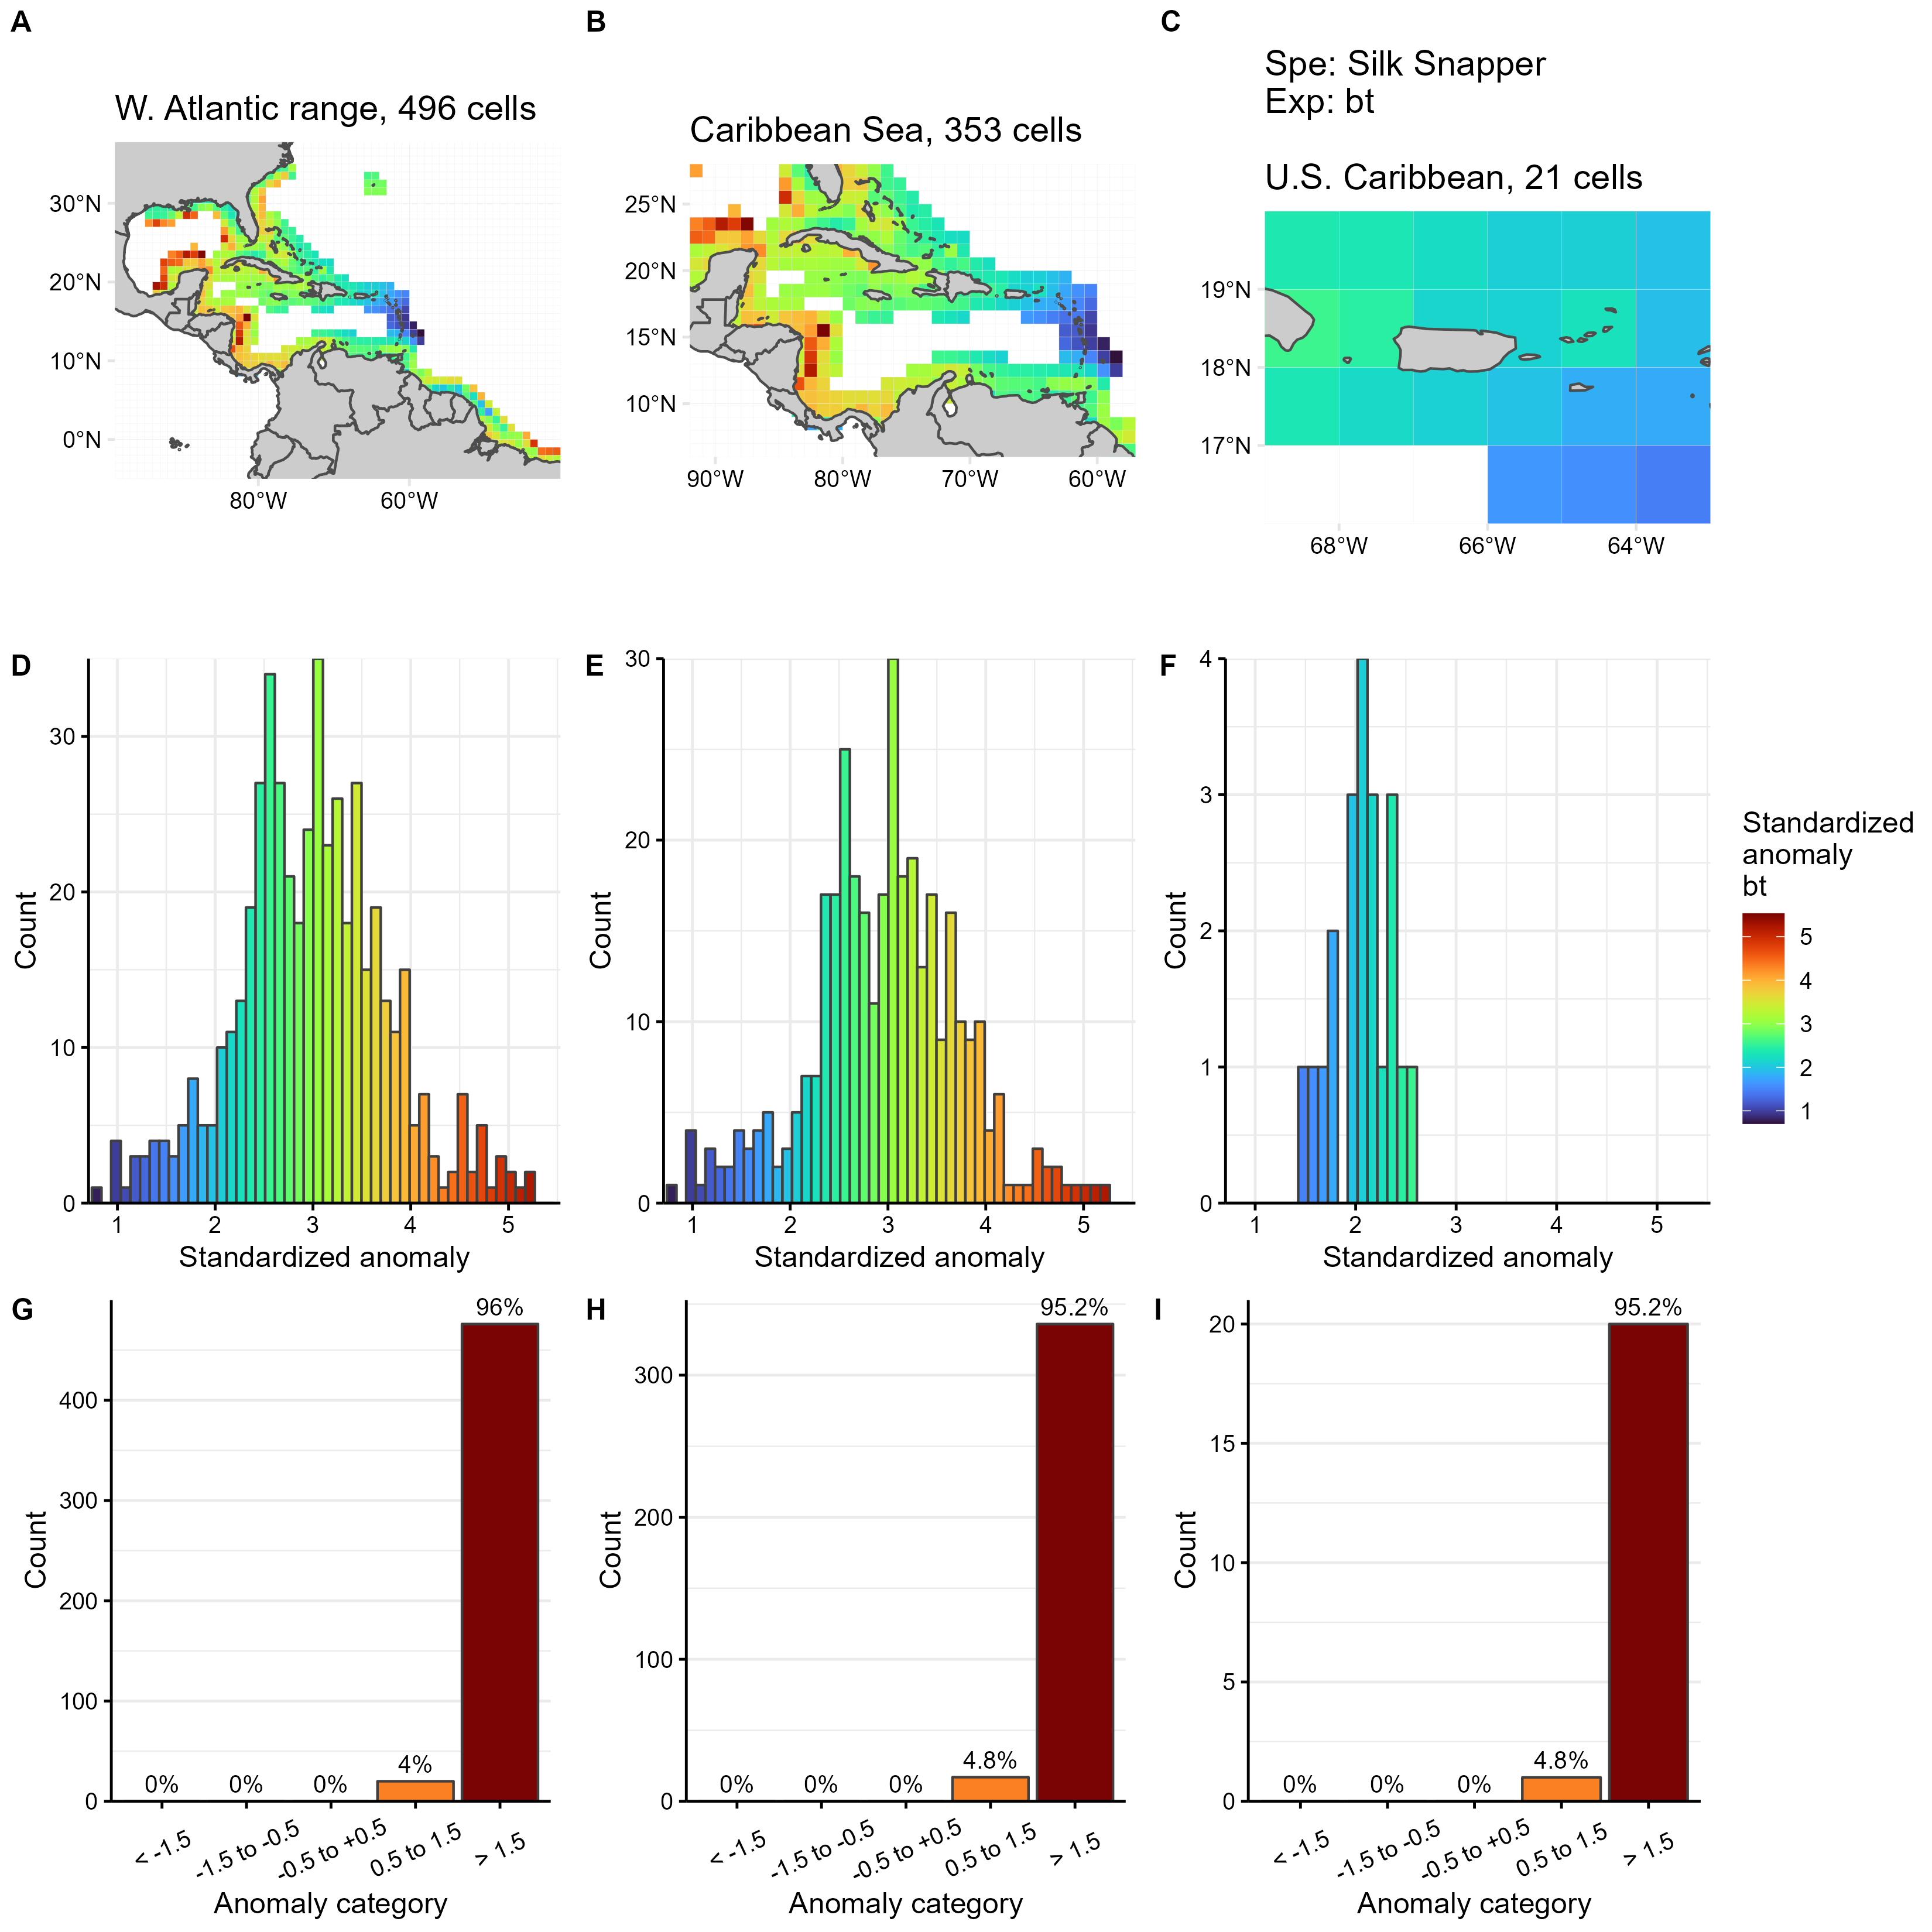 A
B
C
W. Atlantic range, 496 cells
Caribbean Sea, 353 cells
Spe: Silk Snapper
Exp: bt
U.S. Caribbean, 21 cells
30°N
20°N
10°N
0°N
80°W
60°W
25°N
20°N
15°N
10°N
90°W
80°W
70°W
60°W
19°N
18°N
17°N
68°W
66°W
64°W
D
Count
30
20
10
0
1
2
3
4
5
Standardized anomaly
E
Count
30
20
10
0
1
2
3
4
5
Standardized anomaly
F
Count
4
3
2
1
0
1
2
3
4
5
Standardized anomaly
Standardized
anomaly
bt
5
4
3
2
1
G
Count
400
300
200
100
0
0%
0%
0%
4%
96%
< -1.5
-1.5 to -0.5
-0.5 to +0.5
0.5 to 1.5
> 1.5
Anomaly category
H
Count
300
200
100
0
0%
0%
0%
4.8%
95.2%
< -1.5
-1.5 to -0.5
-0.5 to +0.5
0.5 to 1.5
> 1.5
Anomaly category
I
Count
20
15
10
5
0
0%
0%
0%
4.8%
95.2%
< -1.5
-1.5 to -0.5
-0.5 to +0.5
0.5 to 1.5
> 1.5
Anomaly category